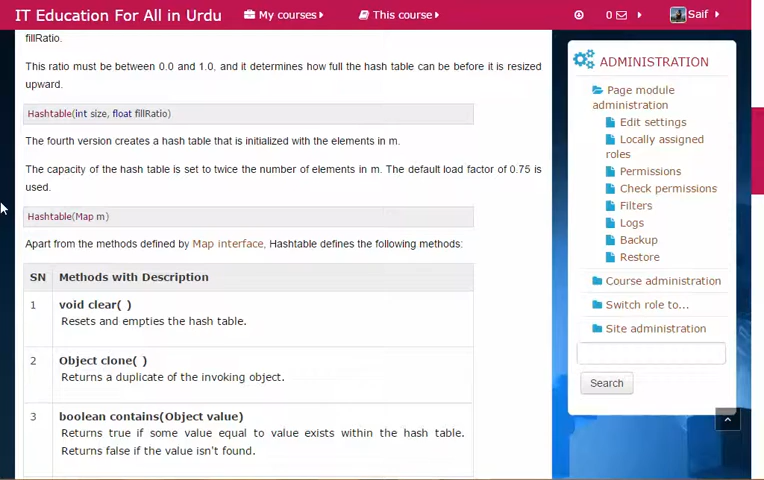 IT Education For All in Urdu
My courses
This course
0
Saif
fillRatio.
This ratio must be between 0.0 and 1.0, and it determines how full the hash table can be before it is resized
upward.
Hashtable(int size, float fillRatio)
The fourth version creates a hash table that is initialized with the elements in m.
The capacity of the hash table is set to twice the number of elements in m. The default load factor of 0.75 is
used.
Hashtable(Map m)
Apart from the methods defined by Map interface, Hashtable defines the following methods:
SN Methods with Description
1 void clear( )
Resets and empties the hash table.
2 Object clone( )
Returns a duplicate of the invoking object.
3 boolean contains(Object value)
Returns true if some value equal to value exists within the hash table.
Returns false if the value isn't found.
ADMINISTRATION
Page module
administration
Edit settings
Locally assigned
roles
Permissions
Check permissions
Filters
Logs
Backup
Restore
Course administration
Switch role to...
Site administration
Search